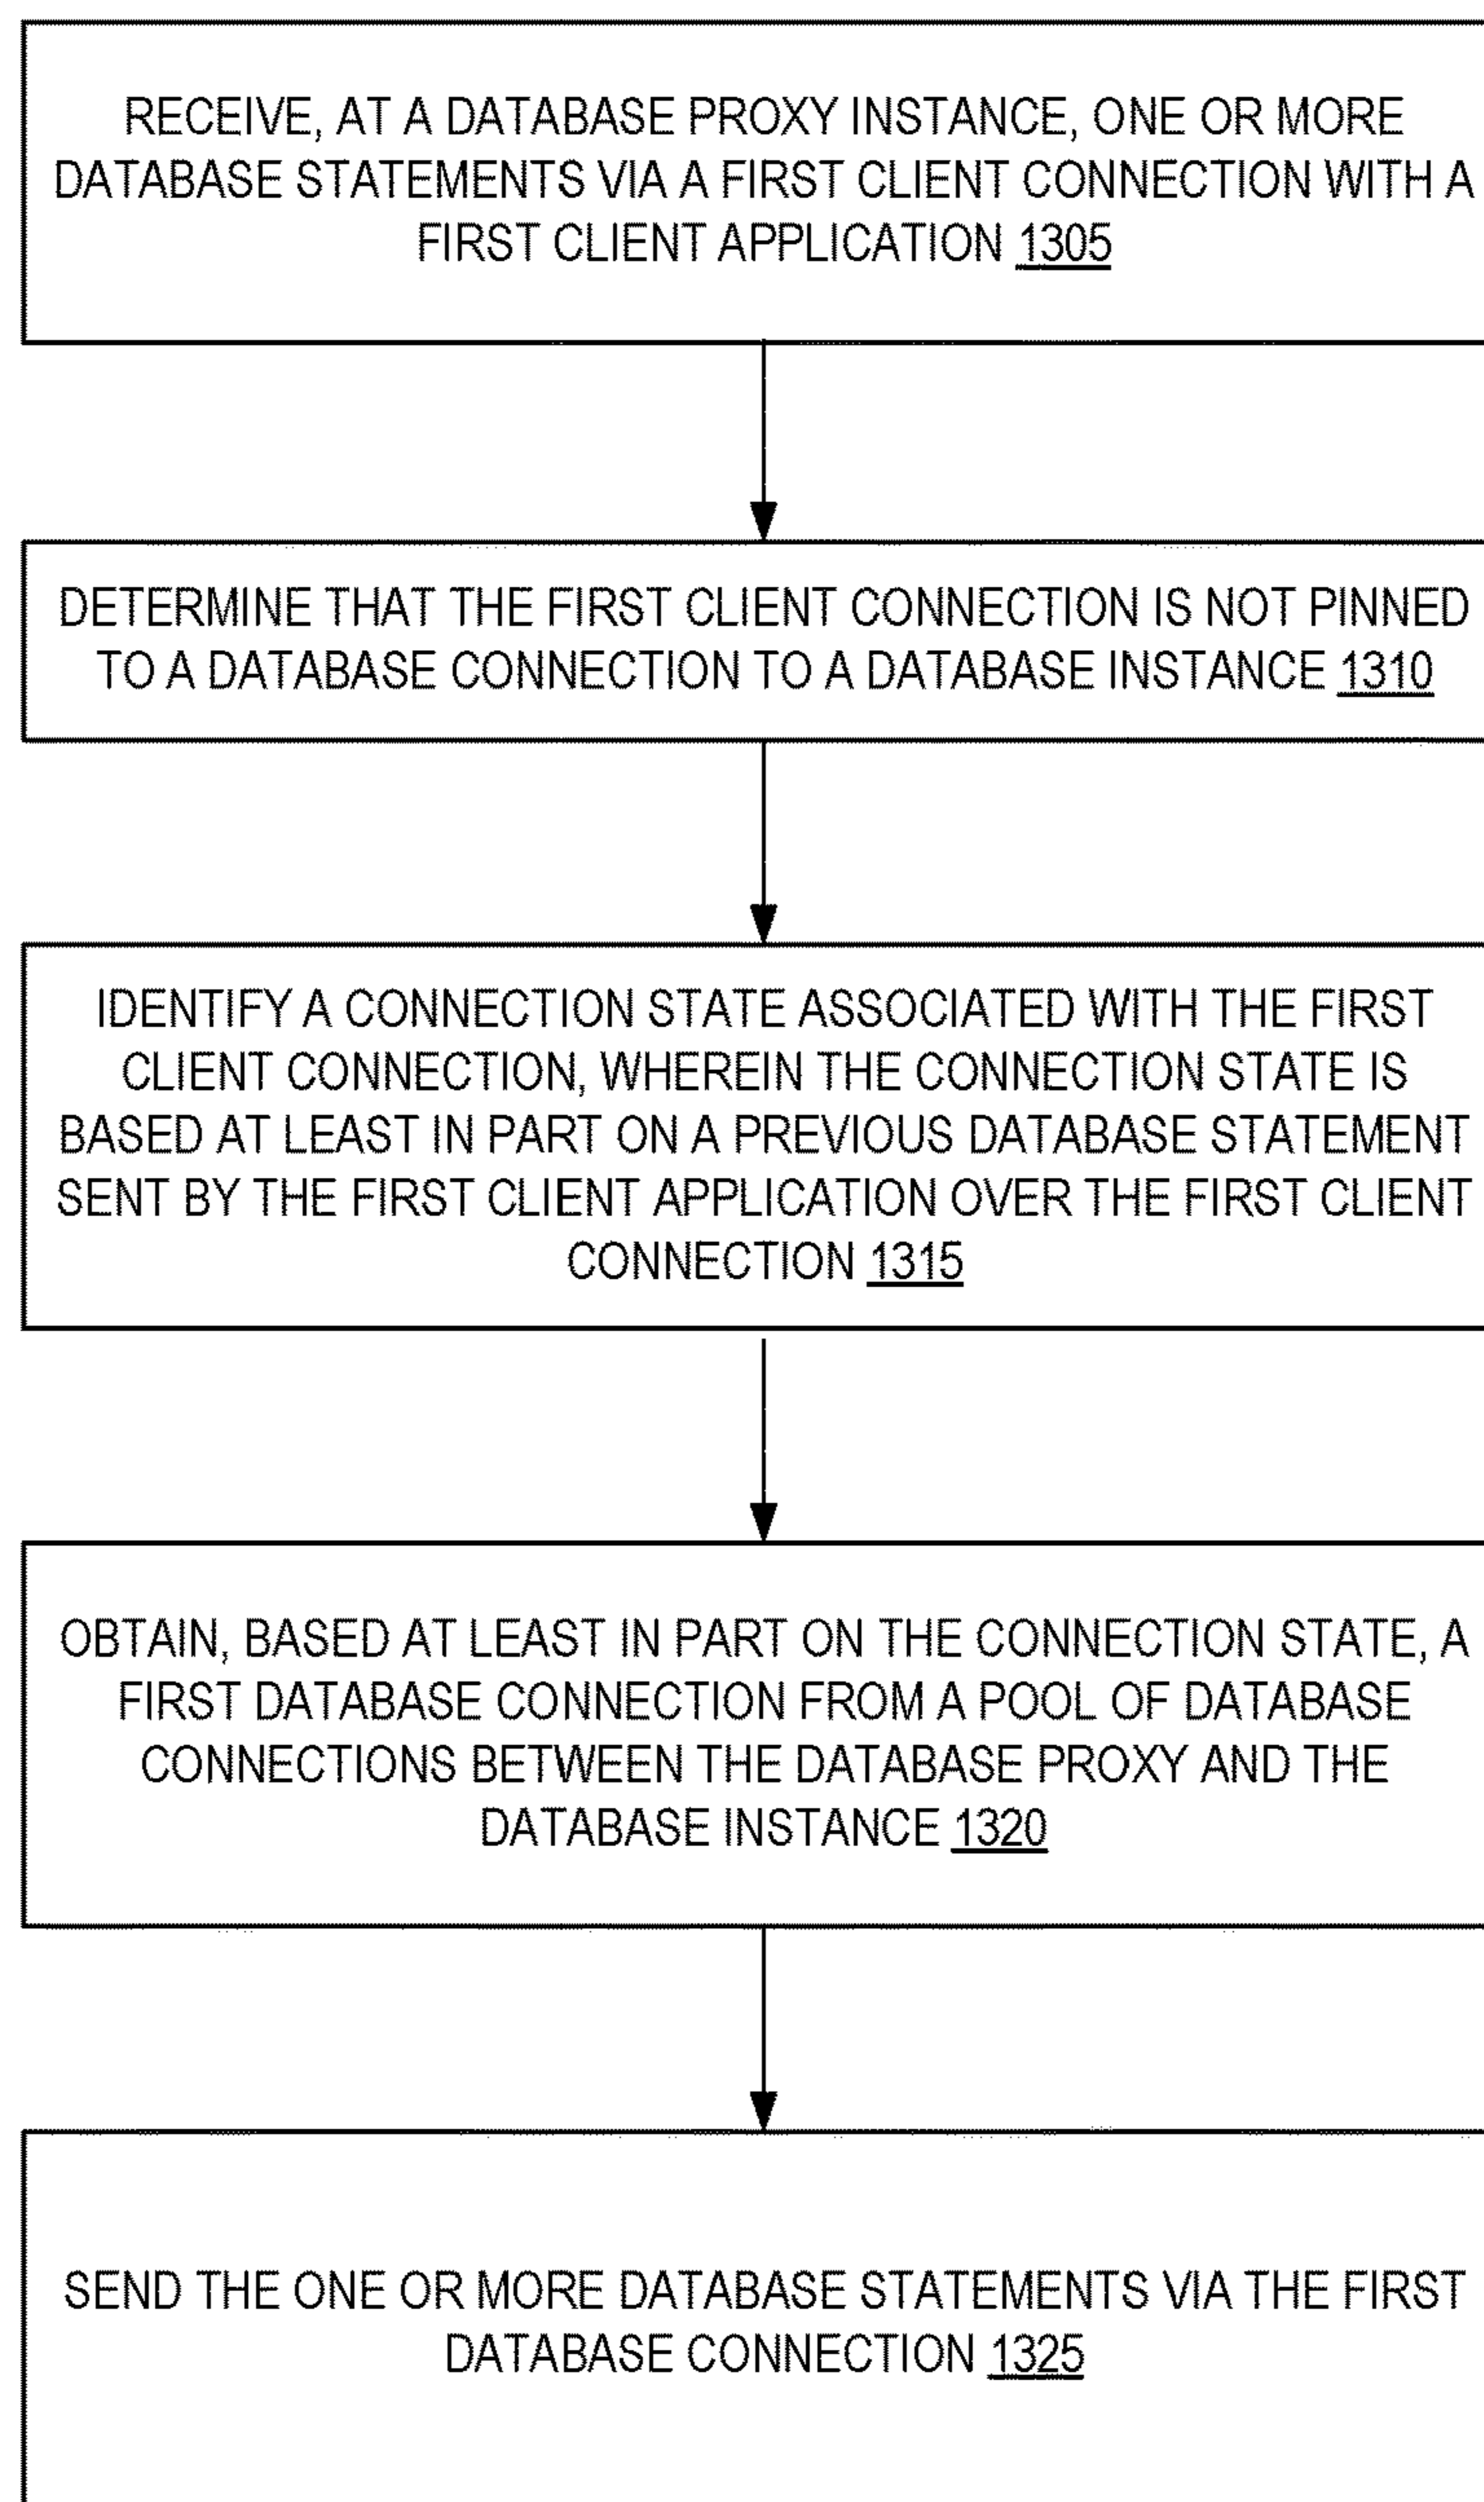 RECEIVE, AT A DATABASE PROXY INSTANCE, ONE OR MORE
DATABASE STATEMENTS VIA A FIRST CLIENT CONNECTION WITH A
FIRST CLIENT APPLICATION 1305
DETERMINE THAT THE FIRST CLIENT CONNECTION IS NOT PINNED
TO A DATABASE CONNECTION TO A DATABASE INSTANCE 1310
IDENTIFY A CONNECTION STATE ASSOCIATED WITH THE FIRST
CLIENT CONNECTION, WHEREIN THE CONNECTION STATE IS
BASED AT LEAST IN PART ON A PREVIOUS DATABASE STATEMENT
SENT BY THE FIRST CLIENT APPLICATION OVER THE FIRST CLIENT
CONNECTION 1315
OBTAIN, BASED AT LEAST IN PART ON THE CONNECTION STATE, A
FIRST DATABASE CONNECTION FROM A POOL OF DATABASE
CONNECTIONS BETWEEN THE DATABASE PROXY AND THE
DATABASE INSTANCE 1320
SEND THE ONE OR MORE DATABASE STATEMENTS VIA THE FIRST
DATABASE CONNECTION 1325